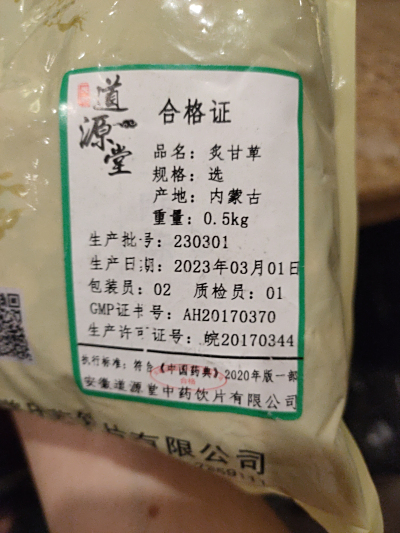 道源堂
合格证
品名：炙甘草
规格：选
产地：内蒙古
重量：0.5kg
生产批号：230301
生产日期：2023年03月01日
包装员：02 质检员：01
GMP证书号：AH20170370
生产许可证号：皖20170344
执行标准：符合《中国药典》2020年版一部
合格
安徽道源堂中药饮片有限公司
片有限公司